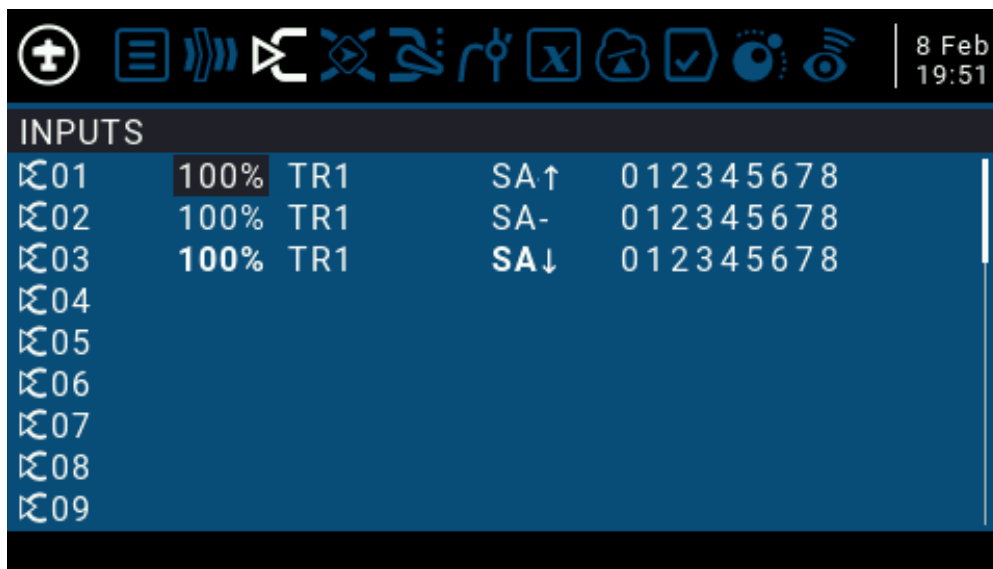 8 Feb
19:51
INPUTS
01 100% TR1 SA↑ 012345678
02 100% TR1 SA- 012345678
03 100% TR1 SA↓ 012345678
04
05
06
07
08
09